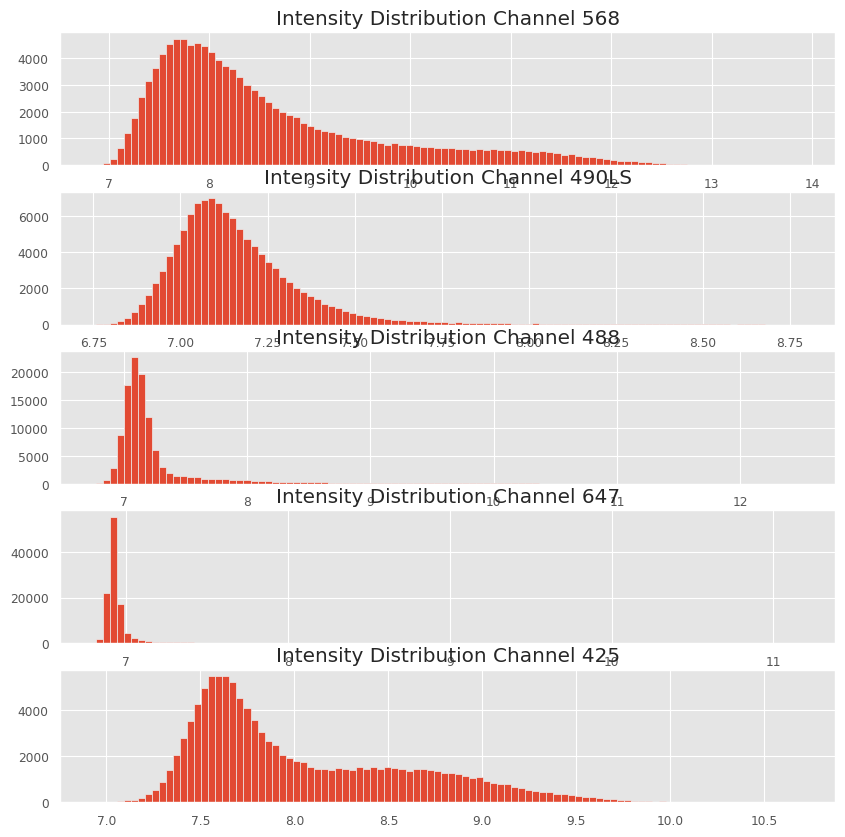 Intensity Distribution Channel 568
4000
3000
2000
1000
0
7 8 9 10 11 12 13 14
Intensity Distribution Channel 490LS
6000
4000
2000
0
6.75 7.00 7.25 7.50 7.75 8.00 8.25 8.50 8.75
Intensity Distribution Channel 488
20000
15000
10000
5000
0
7 8 9 10 11 12
Intensity Distribution Channel 647
40000
20000
0
7 8 9 10 11
Intensity Distribution Channel 425
4000
2000
0
7.0 7.5 8.0 8.5 9.0 9.5 10.0 10.5